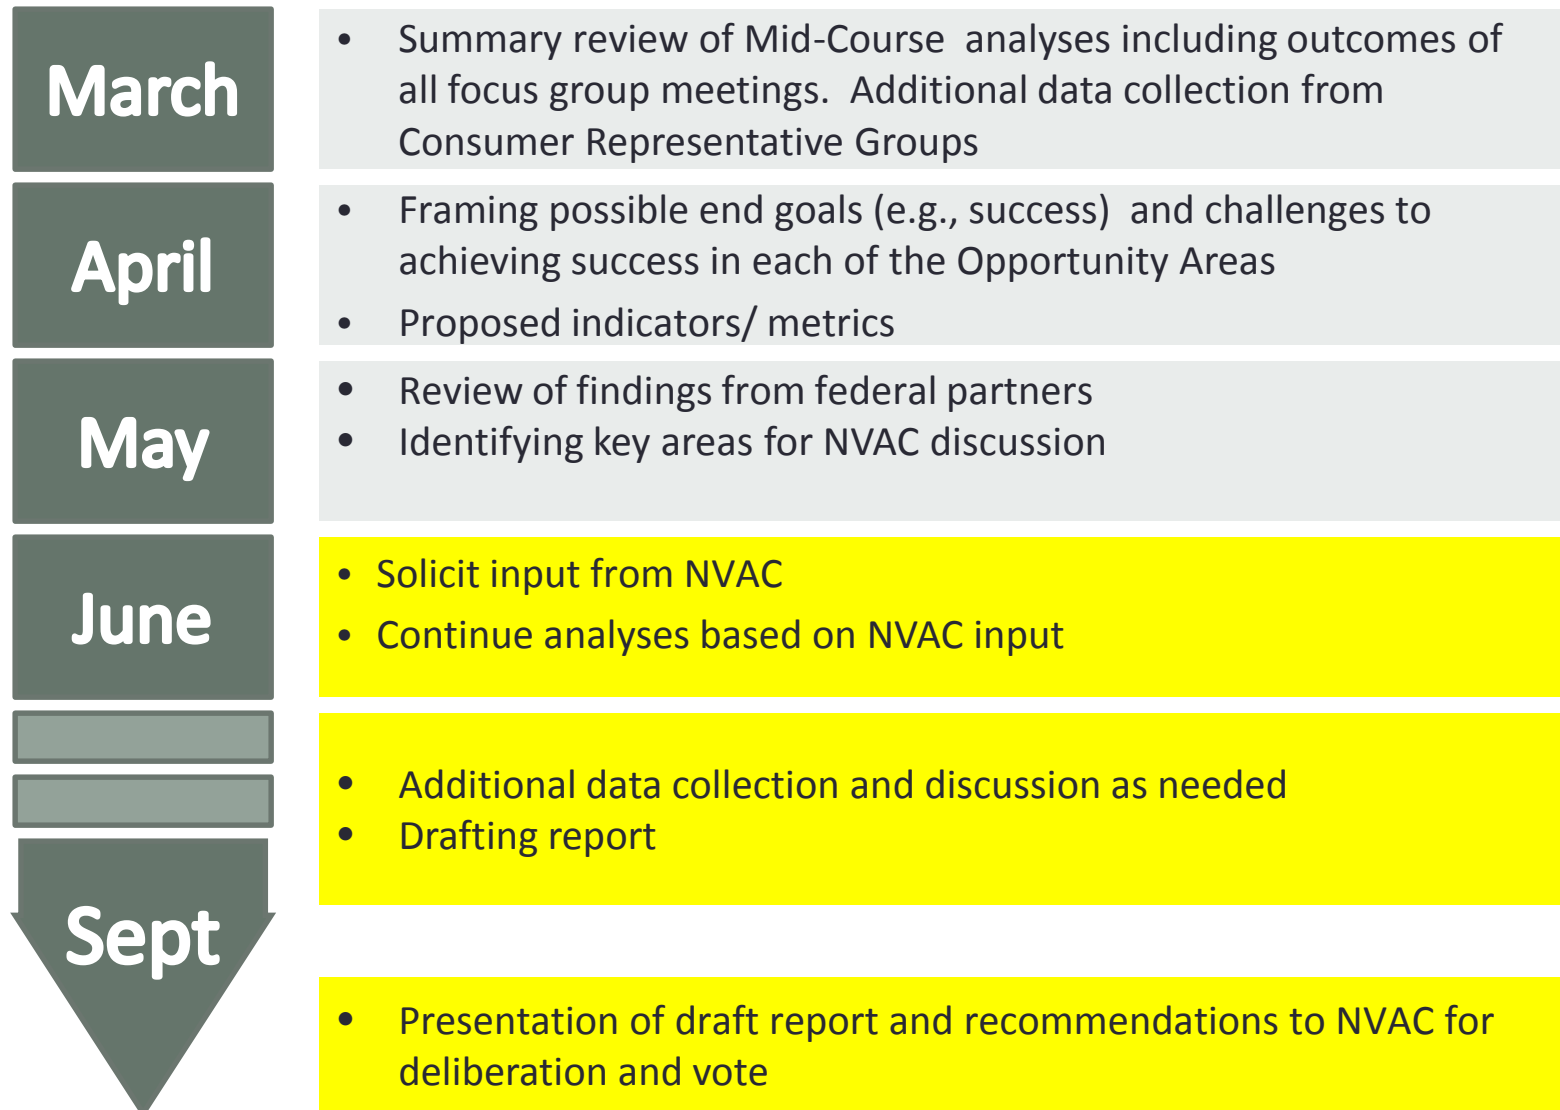 March
• Summary review of Mid-Course  analyses including outcomes of
all focus group meetings.  Additional data collection from
Consumer Representative Groups
April
• Framing possible end goals (e.g., success)  and challenges to
achieving success in each of the Opportunity Areas
• Proposed indicators/ metrics
May
• Review of findings from federal partners
• Identifying key areas for NVAC discussion
June
• Solicit input from NVAC
• Continue analyses based on NVAC input
• Additional data collection and discussion as needed
• Drafting report
Sept
• Presentation of draft report and recommendations to NVAC for
deliberation and vote